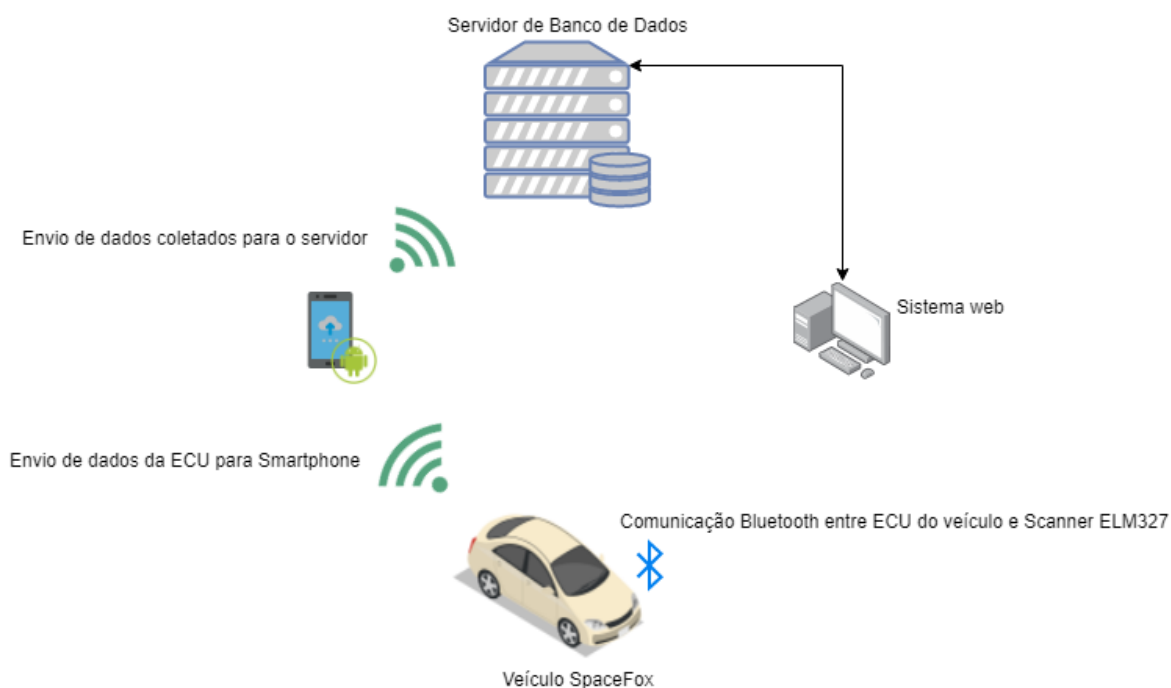 Servidor de Banco de Dados
Envio de dados coletados para o servidor
Sistema web
Envio de dados da ECU para Smartphone
Comunicação Bluetooth entre ECU do veículo e Scanner ELM327
Veículo SpaceFox